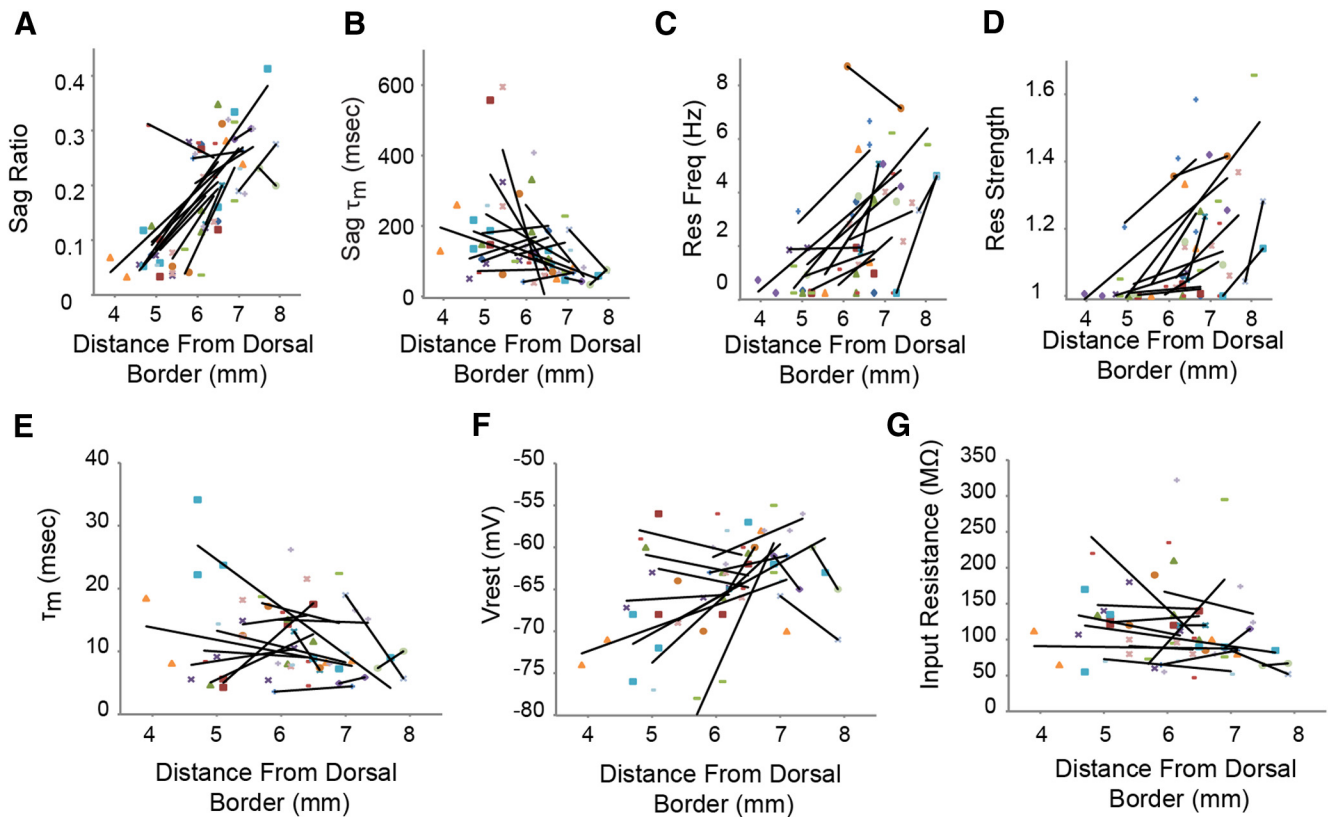 A
Sag Ratio
0.4
0.3
0.2
0.1
0
4 5 6 7 8
Distance From Dorsal
Border (mm)
B
Sag τm (msec)
600
400
200
0
4 5 6 7 8
Distance From Dorsal
Border (mm)
C
Res Freq (Hz)
8
6
4
2
0
4 5 6 7 8
Distance From Dorsal
Border (mm)
D
Res Strength
1.6
1.4
1.2
1
4 5 6 7 8
Distance From Dorsal
Border (mm)
E
τm (msec)
40
30
20
10
0
4 5 6 7 8
Distance From Dorsal
Border (mm)
F
Vrest (mV)
-50
-55
-60
-65
-70
-75
-80
4 5 6 7 8
Distance From Dorsal
Border (mm)
G
Input Resistance (MΩ)
350
300
250
200
150
100
50
0
4 5 6 7 8
Distance From Dorsal
Border (mm)